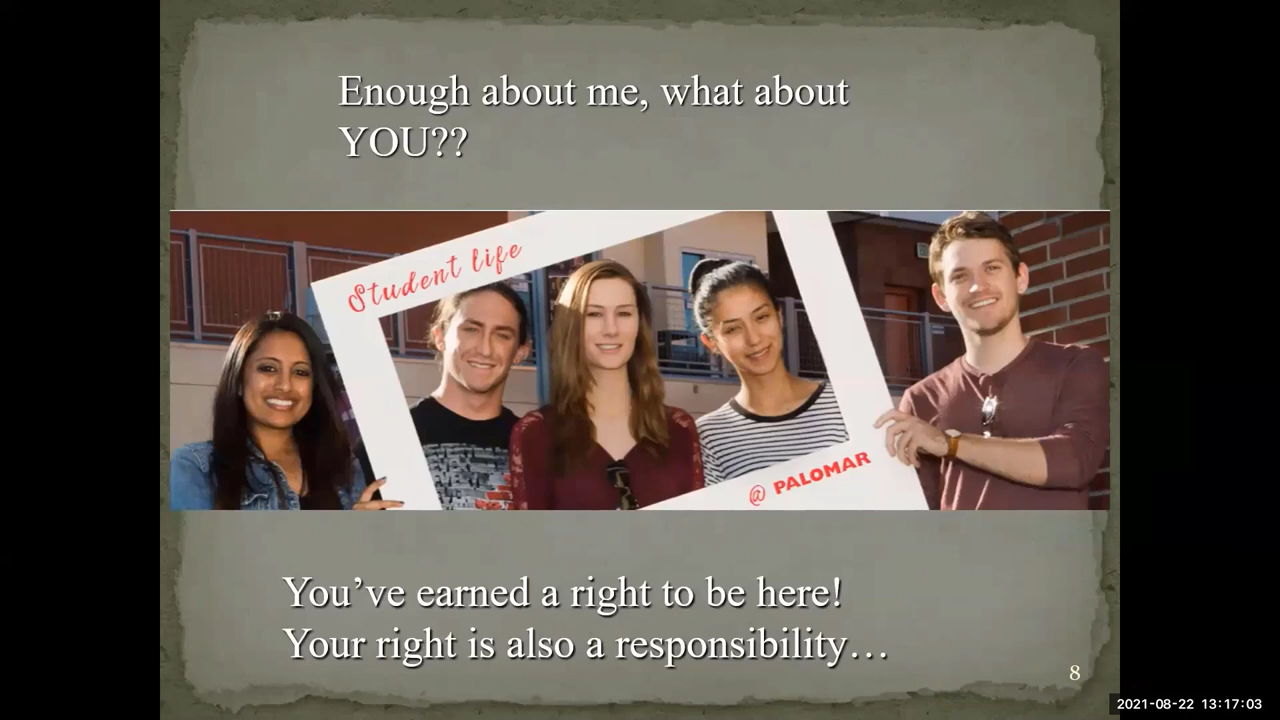 Enough about me, what about
YOU??
Student life
@ PALOMAR
You’ve earned a right to be here!
Your right is also a responsibility…
8
2021-08-22 13:17:03